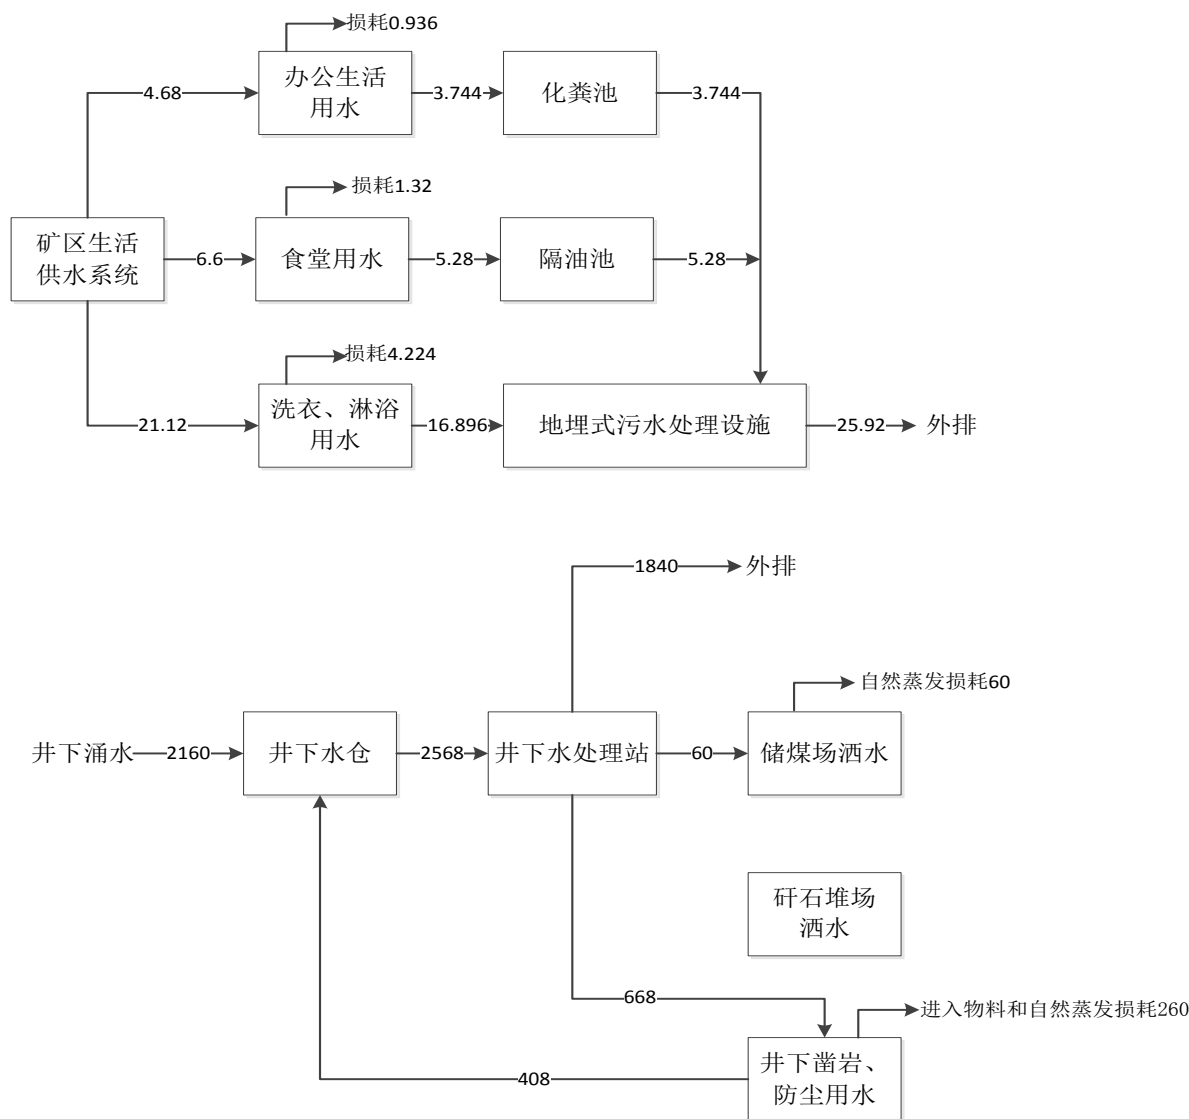 损耗0.936
办公生活
用水
4.68
3.744
化粪池
3.744
损耗1.32
矿区生活
供水系统
6.6
食堂用水
5.28
隔油池
5.28
损耗4.224
21.12
洗衣、淋浴
用水
16.896
地埋式污水处理设施
25.92
外排
1840
外排
自然蒸发损耗60
井下涌水
2160
井下水仓
2568
井下水处理站
60
储煤场洒水
矸石堆场
洒水
668
进入物料和自然蒸发损耗260
井下凿岩、
防尘用水
408